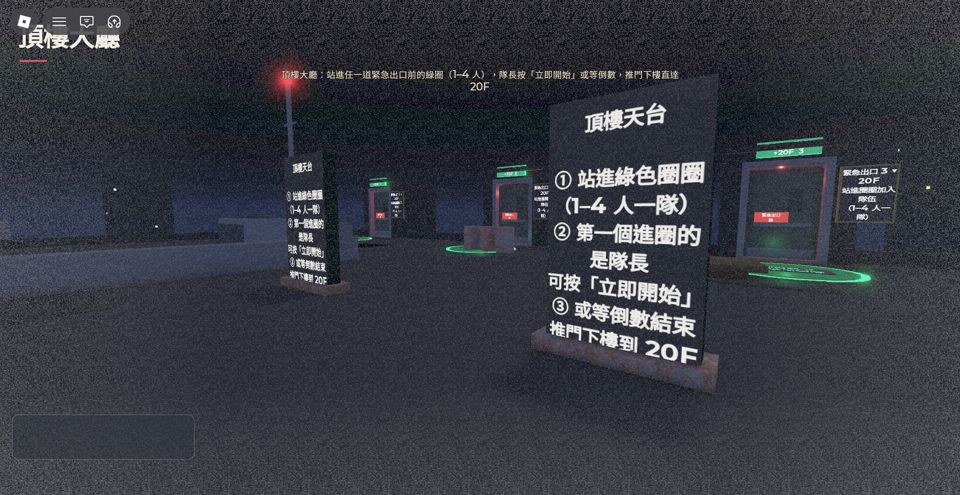 頂樓大廳
頂樓大廳：站進任一道緊急出口前的綠圈（1–4 人），隊長按「立即開始」或等倒數，推門下樓直達
20F
頂樓天台
① 站進綠色圈圈
（1–4 人一隊）
② 第一個進圈的
是隊長
可按「立即開始」
③ 或等倒數結束
推門下樓到 20F
頂樓天台
① 站進綠色圈圈
（1–4 人一隊）
② 第一個進圈的
是隊長
可按「立即開始」
③ 或等倒數結束
推門下樓到 20F
緊急出口 3
20F
站進圈圈加入
隊伍
（1–4 人一
隊）
緊急出口